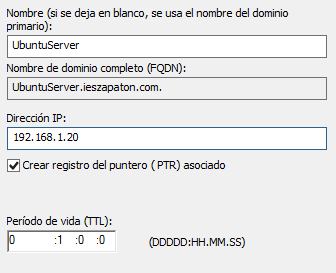 Nombre (si se deja en blanco, se usa el nombre del dominio
primario):
UbuntuServer
Nombre de dominio completo (FQDN):
UbuntuServer.ieszapaton.com.
Dirección IP:
192.168.1.20
Crear registro del puntero (PTR) asociado
Período de vida (TTL):
0 :1 :0 :0 (DDDDD:HH.MM.SS)